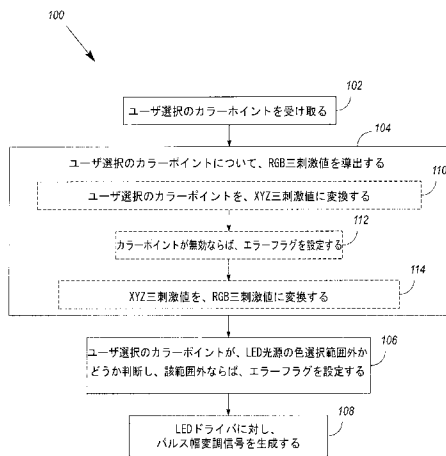 100
102
ユーザ選択のカラーポイントを受け取る
104
ユーザ選択のカラーポイントについて、RGB三刺激値を導出する
110
ユーザ選択のカラーポイントを、XYZ三刺激値に変換する
112
カラーポイントが無効ならば、エラーフラグを設定する
114
XYZ三刺激値を、RGB三刺激値に変換する
106
ユーザ選択のカラーポイントが、LED光源の色選択範囲外か
どうか判断し、該範囲外ならば、エラーフラグを設定する
108
LEDドライバに対し、
パルス幅変調信号を生成する